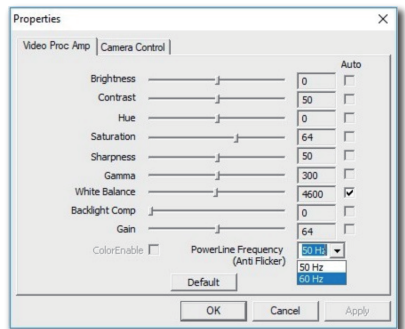 Properties
Video Proc Amp Camera Control
Auto
Brightness 0
Contrast 50
Hue 0
Saturation 64
Sharpness 50
Gamma 300
White Balance 4600
Backlight Comp 0
Gain 64
ColorEnable PowerLine Frequency 50 Hz
(Anti Flicker)
50 Hz
60 Hz
Default
OK Cancel Apply